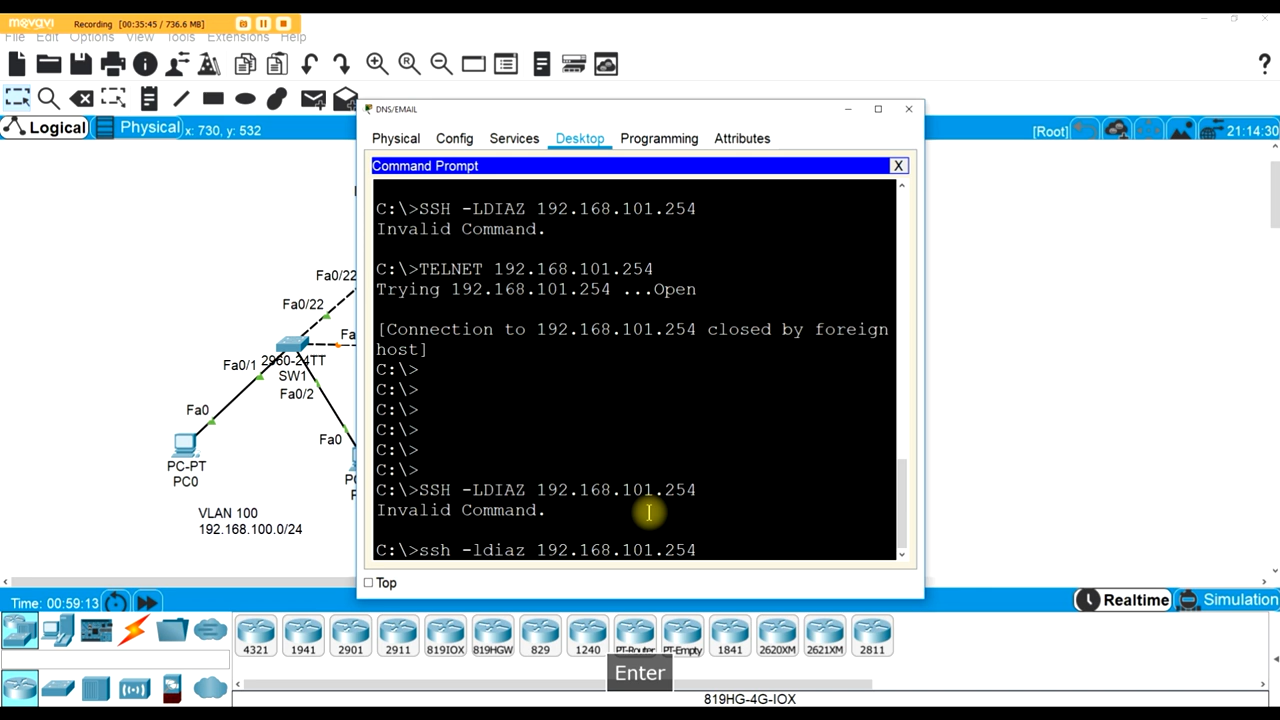 movavi
Recording [00:35:45 / 736.6 MB]
File Edit Options View Tools Extensions Help
Logical
Physical
x: 730, y: 532
[Root]
21:14:30
DNS/EMAIL
Physical Config Services Desktop Programming Attributes
Command Prompt
X
C:\>SSH -LDIAZ 192.168.101.254
Invalid Command.
C:\>TELNET 192.168.101.254
Trying 192.168.101.254 ...Open
[Connection to 192.168.101.254 closed by foreign
host]
C:\>
C:\>
C:\>
C:\>
C:\>
C:\>
C:\>SSH -LDIAZ 192.168.101.254
Invalid Command.
C:\>ssh -ldiaz 192.168.101.254
Top
Fa0/22
Fa0/22
Fa
2960-24TT
SW1
Fa0/1
Fa0/2
Fa0
Fa0
PC-PT
PC0
VLAN 100
192.168.100.0/24
Time: 00:59:13
Realtime
Simulation
4321 1941 2901 2911 819IOX 819HGW 829 1240 PT-Router PT-Empty 1841 2620XM 2621XM 2811
Enter
819HG-4G-IOX